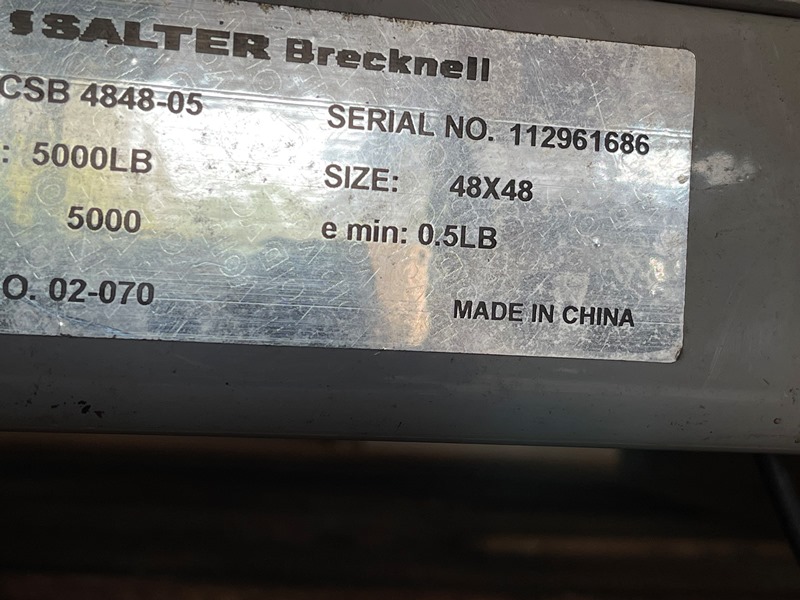 SALTER Brecknell
CSB 4848-05 SERIAL NO. 112961686
: 5000LB SIZE: 48X48
5000 e min: 0.5LB
O. 02-070 MADE IN CHINA